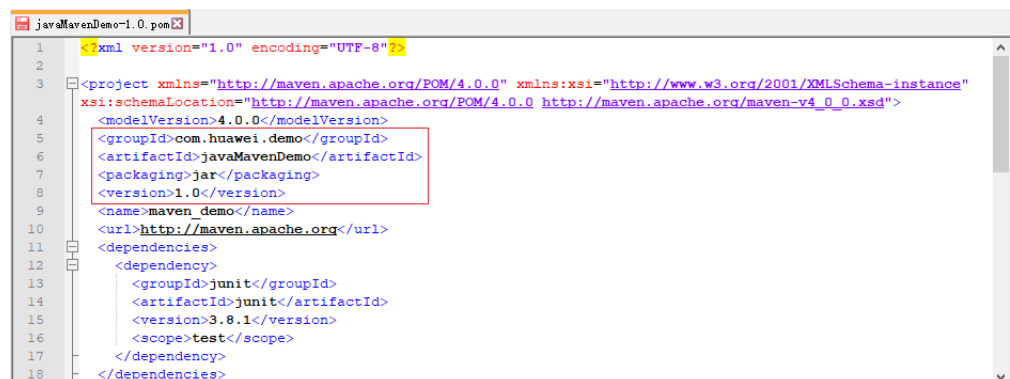 javaMavenDemo-1.0.pom
1 <?xml version="1.0" encoding="UTF-8"?>
2
3 <project xmlns="http://maven.apache.org/POM/4.0.0" xmlns:xsi="http://www.w3.org/2001/XMLSchema-instance"
xsi:schemaLocation="http://maven.apache.org/POM/4.0.0 http://maven.apache.org/maven-v4_0_0.xsd">
4 <modelVersion>4.0.0</modelVersion>
5 <groupId>com.huawei.demo</groupId>
6 <artifactId>javaMavenDemo</artifactId>
7 <packaging>jar</packaging>
8 <version>1.0</version>
9 <name>maven_demo</name>
10 <url>http://maven.apache.org</url>
11 <dependencies>
12 <dependency>
13 <groupId>junit</groupId>
14 <artifactId>junit</artifactId>
15 <version>3.8.1</version>
16 <scope>test</scope>
17 </dependency>
18 </dependencies>